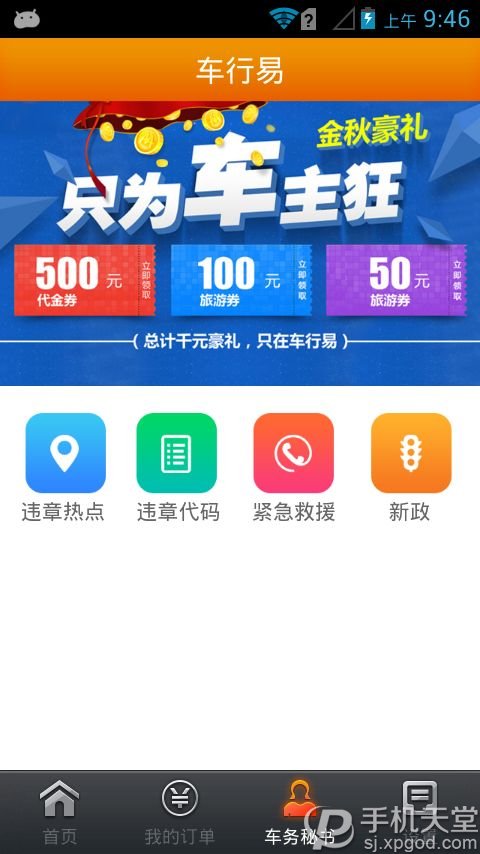 上午 9:46
车行易
金秋豪礼
只为车主狂
500 元
代金券
立即领取
100 元
旅游券
立即领取
50 元
旅游券
立即领取
(总计千元豪礼，只在车行易)
违章热点
违章代码
紧急救援
新政
首页
我的订单
车务秘书
手机天堂
sj.xpgod.com